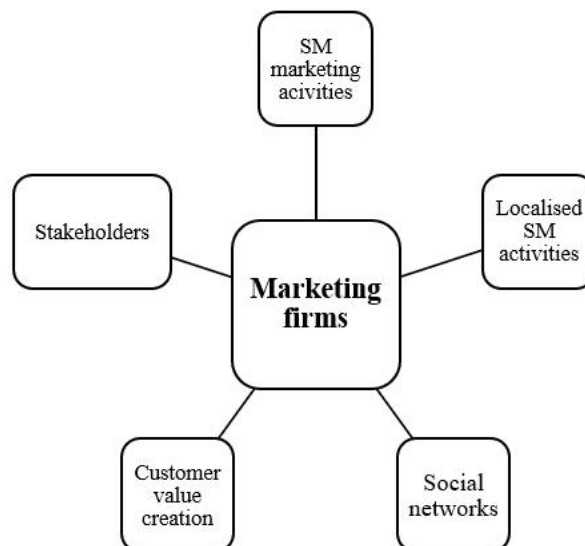 SM
marketing
acivities
Stakeholders
Localised
SM
activities
Marketing
firms
Customer
value
creation
Social
networks